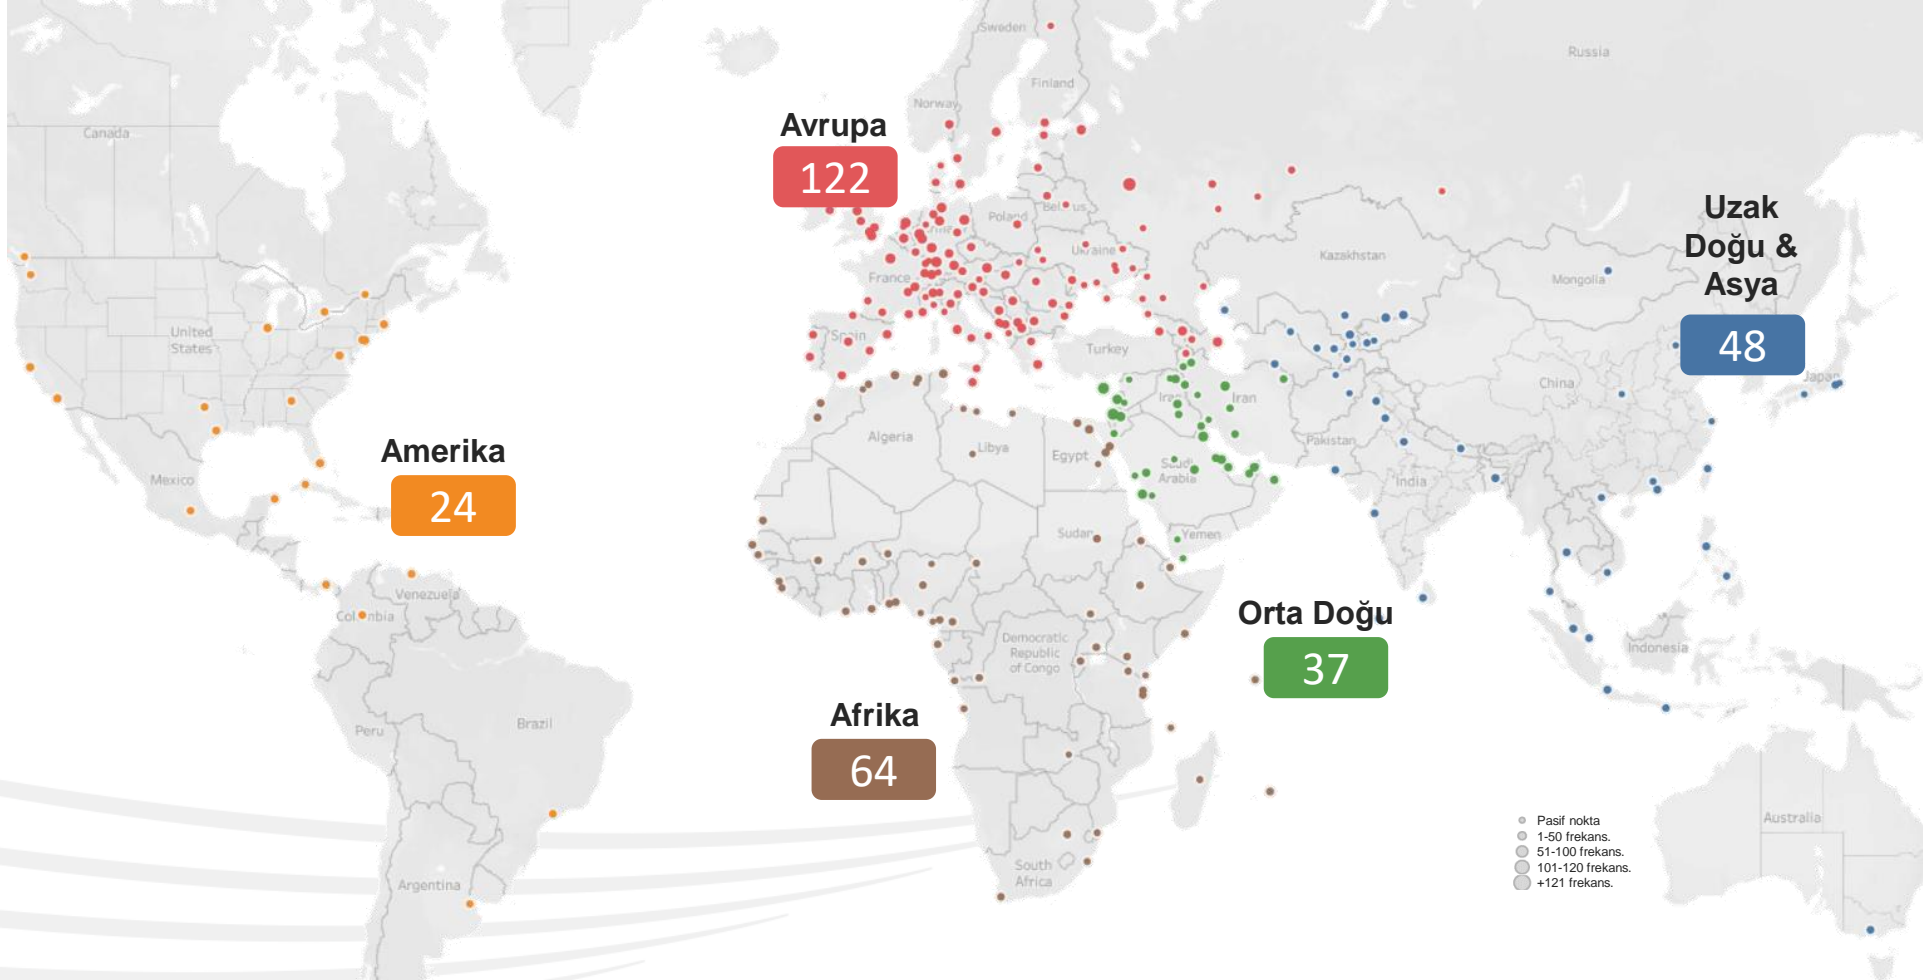 Sweden
Russia
Finland
Norway
Canada
Avrupa
122
Uzak
Doğu &
Asya
48
Poland
Ukraine
Kazakhstan
Mongolia
France
United
States
Spain
Turkey
China
Japan
Iran
Algeria
Libya
Egypt
Pakistan
Amerika
24
Mexico
Saudi
Arabia
India
Sudan
Yemen
Venezuela
Orta Doğu
37
Democratic
Republic
of Congo
Indonesia
Afrika
64
Brazil
Peru
Australia
Pasif nokta
1-50 frekans.
51-100 frekans.
101-120 frekans.
+121 frekans.
South
Africa
Argentina